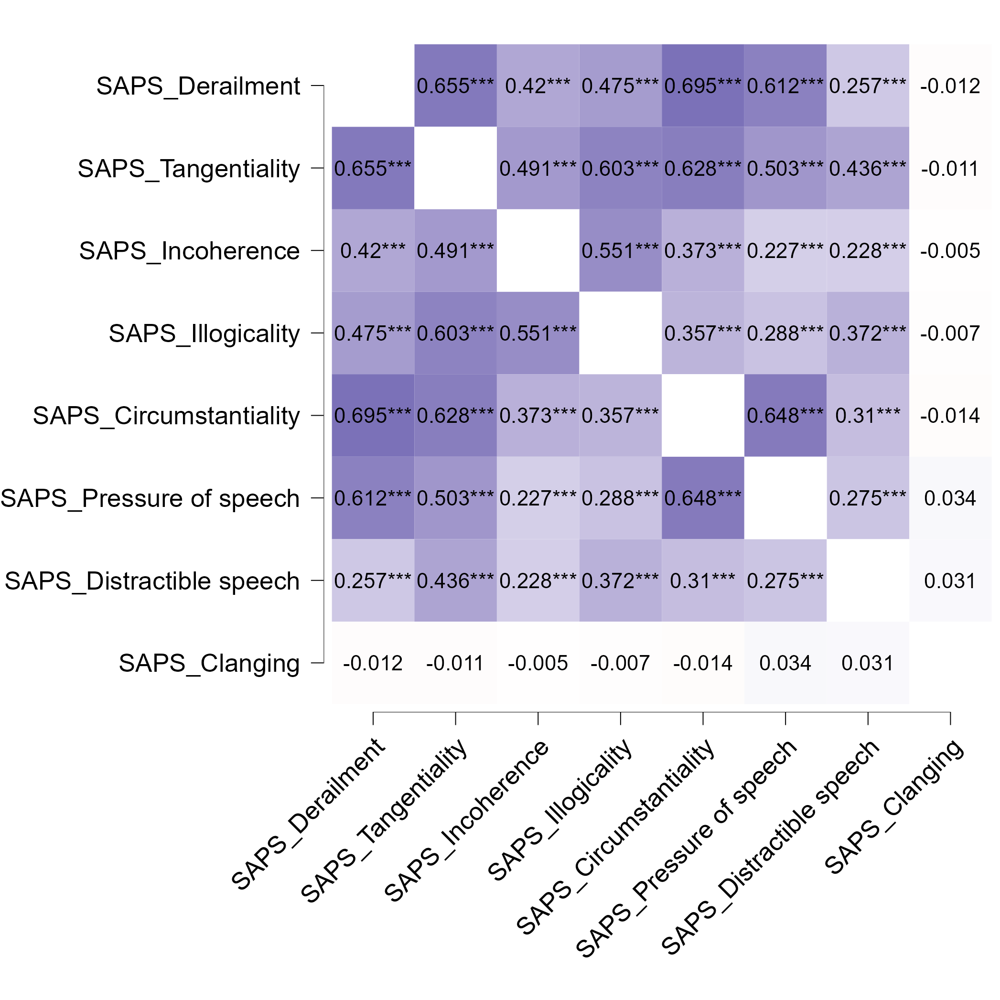 SAPS_Derailment 0.655*** 0.42*** 0.475*** 0.695*** 0.612*** 0.257*** -0.012
SAPS_Tangentiality 0.655*** 0.491*** 0.603*** 0.628*** 0.503*** 0.436*** -0.011
SAPS_Incoherence 0.42*** 0.491*** 0.551*** 0.373*** 0.227*** 0.228*** -0.005
SAPS_Illogicality 0.475*** 0.603*** 0.551*** 0.357*** 0.288*** 0.372*** -0.007
SAPS_Circumstantiality 0.695*** 0.628*** 0.373*** 0.357*** 0.648*** 0.31*** -0.014
SAPS_Pressure of speech 0.612*** 0.503*** 0.227*** 0.288*** 0.648*** 0.275*** 0.034
SAPS_Distractible speech 0.257*** 0.436*** 0.228*** 0.372*** 0.31*** 0.275*** 0.031
SAPS_Clanging -0.012 -0.011 -0.005 -0.007 -0.014 0.034 0.031
SAPS_Derailment
SAPS_Tangentiality
SAPS_Incoherence
SAPS_Illogicality
SAPS_Circumstantiality
SAPS_Pressure of speech
SAPS_Distractible speech
SAPS_Clanging